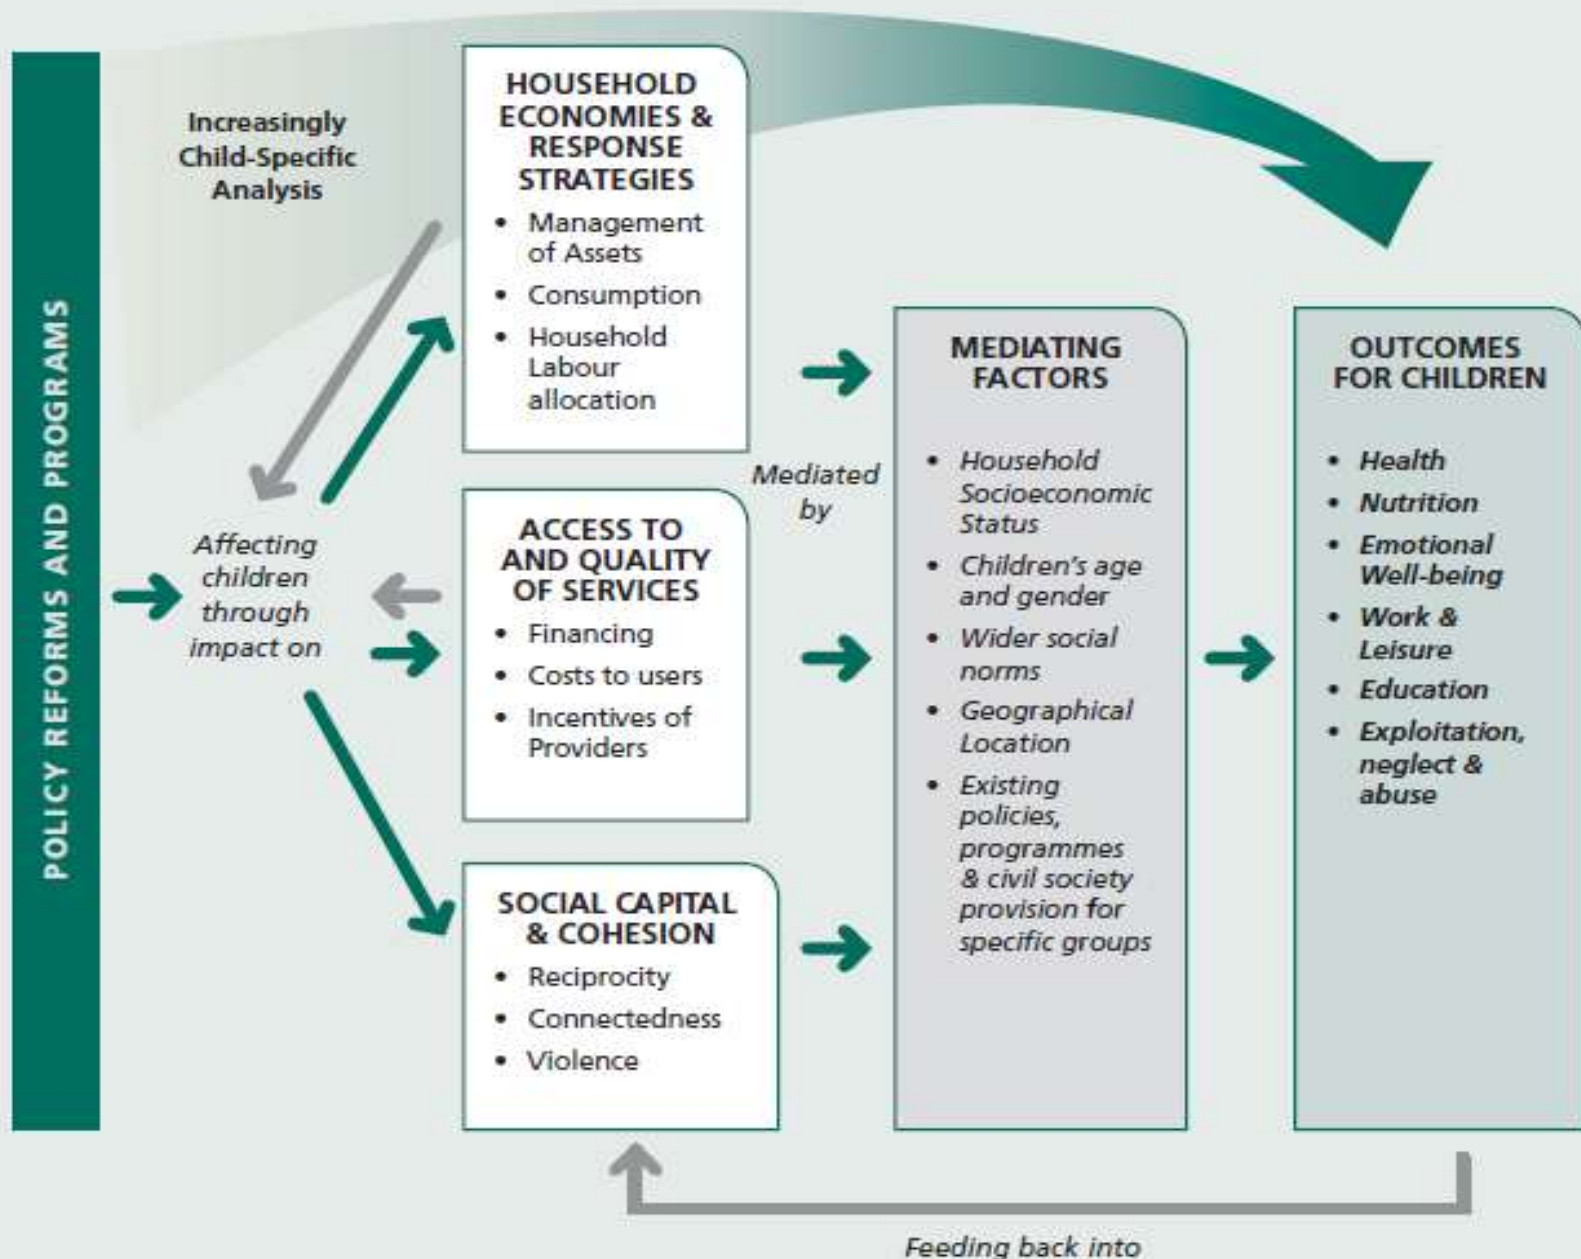 POLICY REFORMS AND PROGRAMS
Increasingly
Child-Specific
Analysis
Affecting
children
through
impact on
HOUSEHOLD
ECONOMIES &
RESPONSE
STRATEGIES
• Management
of Assets
• Consumption
• Household
Labour
allocation
ACCESS TO
AND QUALITY
OF SERVICES
• Financing
• Costs to users
• Incentives of
Providers
SOCIAL CAPITAL
& COHESION
• Reciprocity
• Connectedness
• Violence
Mediated
by
MEDIATING
FACTORS
• Household
Socioeconomic
Status
• Children's age
and gender
• Wider social
norms
• Geographical
Location
• Existing
policies,
programmes
& civil society
provision for
specific groups
OUTCOMES
FOR CHILDREN
• Health
• Nutrition
• Emotional
Well-being
• Work &
Leisure
• Education
• Exploitation,
neglect &
abuse
Feeding back into